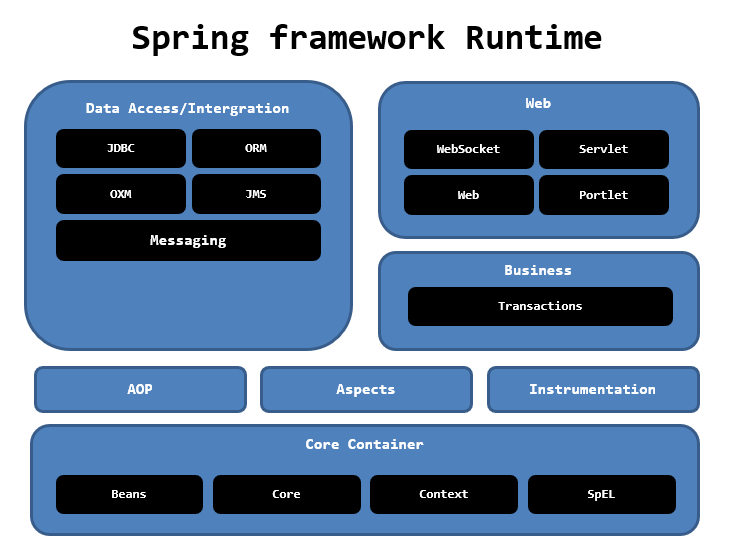 Spring framework Runtime
Data Access/Intergration
JDBC
ORM
OXM
JMS
Messaging
Web
WebSocket
Servlet
Web
Portlet
Business
Transactions
AOP
Aspects
Instrumentation
Core Container
Beans
Core
Context
SpEL